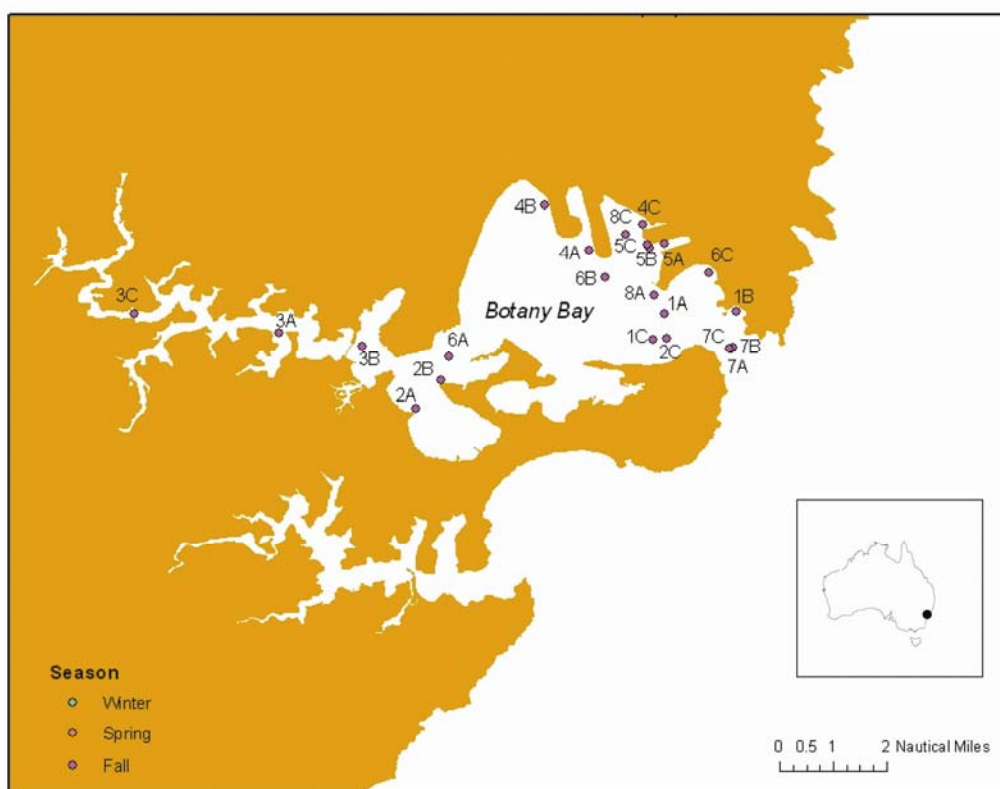 4B
4C
8C
4A
5C
5B
5A
6B
6C
3C
8A
1A
1B
Botany Bay
3A
3B
6A
1C
2C
7C
7B
7A
2B
2A
Season
Winter
Spring
Fall
0 0.5 1 2 Nautical Miles